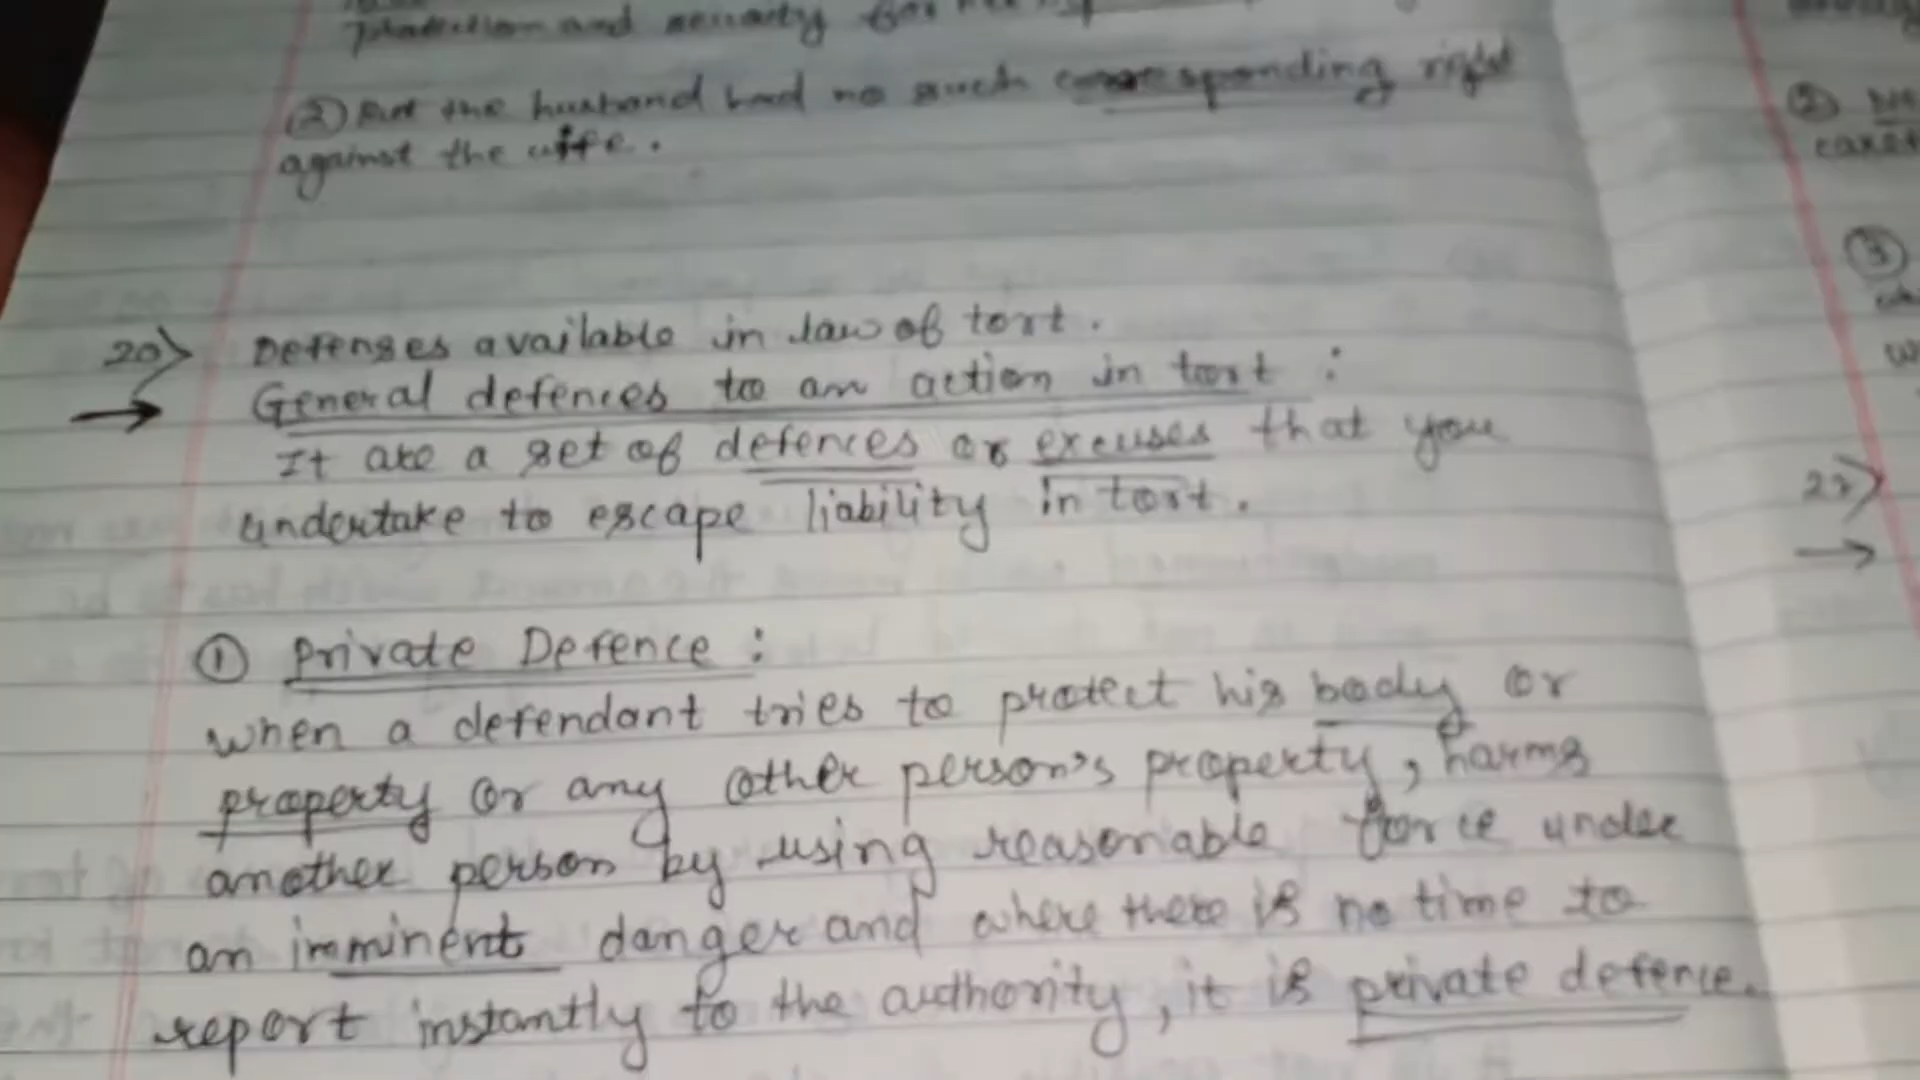 and security
② But the husband had no such corresponding right
against the wife.
20> Defenses available in law of tort.
→ General defences to an action in tort :
It are a set of defences or excuses that you
undertake to escape liability in tort.
① Private Defence :
when a defendant tries to protect his body or
property or any other person's property, harms
another person by using reasonable force under
an imminent danger and where there is no time to
report instantly to the authority, it is private defence.
②
③
→